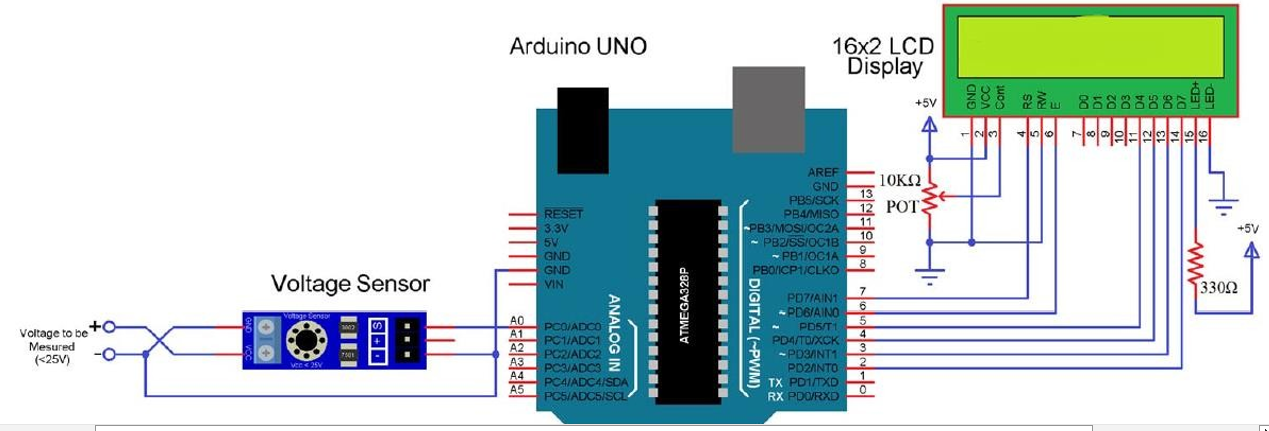 Arduino UNO
16x2 LCD
Display
+5V
GND
VCC
Cont
RS
RW
E
D0
D1
D2
D3
D4
D5
D6
D7
LED+
LED-
1
2
3
4
5
6
7
8
9
10
11
12
13
14
15
16
10KΩ
POT
+5V
330Ω
Voltage Sensor
Voltage to be
Mesured
(<25V)
+
-
GND
VCC
Voltage Sensor
Vcc < 25V
3002
7501
S
+
-
RESET
3.3V
5V
GND
GND
VIN
A0 PC0/ADC0
A1 PC1/ADC1
A2 PC2/ADC2
A3 PC3/ADC3
A4 PC4/ADC4/SDA
A5 PC5/ADC5/SCL
ANALOG IN
ATMEGA328P
DIGITAL (~PWM)
AREF
GND
PB5/SCK 13
PB4/MISO 12
~PB3/MOSI/OC2A 11
~ PB2/SS/OC1B 10
~ PB1/OC1A 9
PB0/ICP1/CLKO 8
PD7/AIN1 7
~ PD6/AIN0 6
~ PD5/T1 5
PD4/T0/XCK 4
~ PD3/INT1 3
PD2/INT0 2
TX PD1/TXD 1
RX PD0/RXD 0